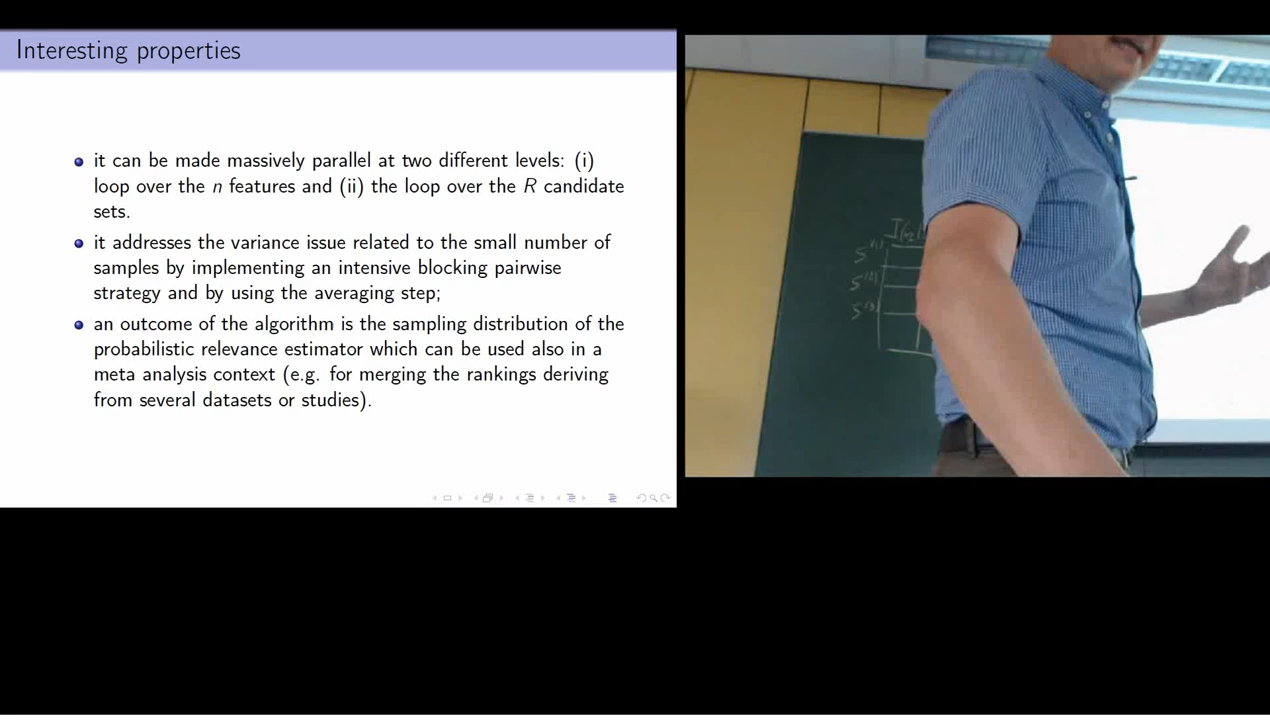 Interesting properties
it can be made massively parallel at two different levels: (i)
loop over the n features and (ii) the loop over the R candidate
sets.
it addresses the variance issue related to the small number of
samples by implementing an intensive blocking pairwise
strategy and by using the averaging step;
an outcome of the algorithm is the sampling distribution of the
probabilistic relevance estimator which can be used also in a
meta analysis context (e.g. for merging the rankings deriving
from several datasets or studies).
S(1)
S(2)
S(3)